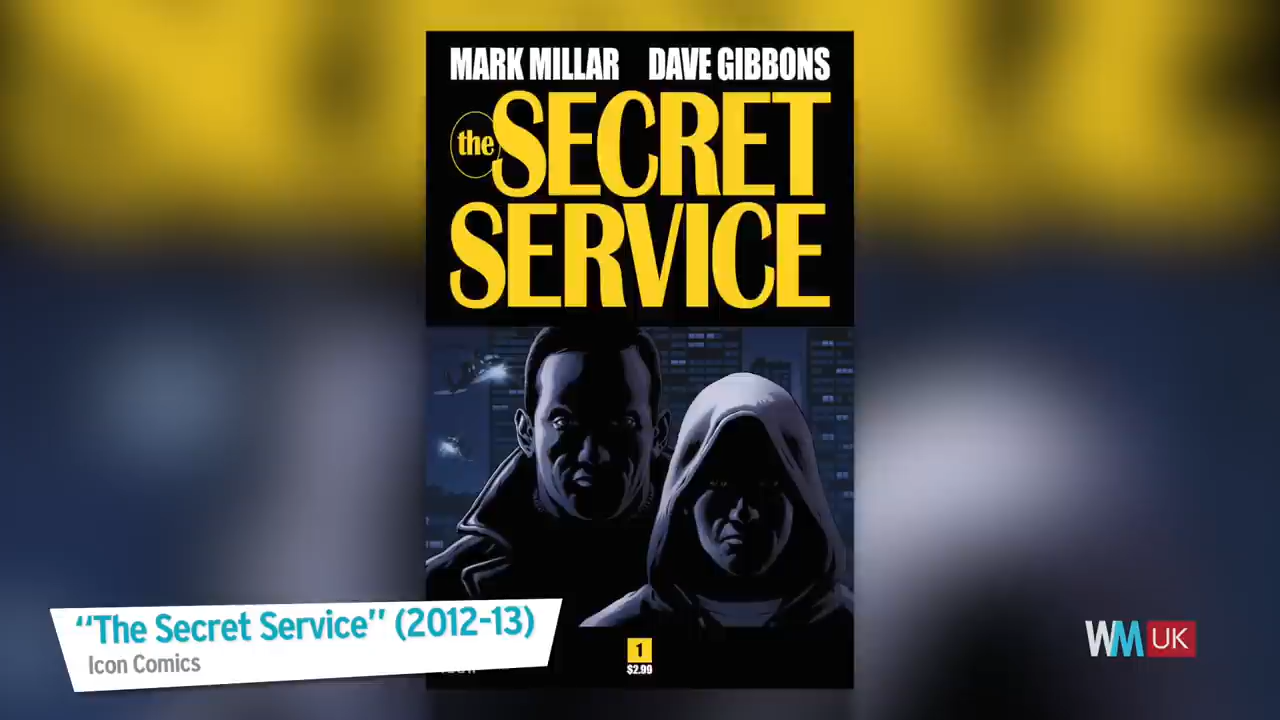 MARK MILLAR DAVE GIBBONS
the SECRET
SERVICE
"The Secret Service" (2012-13)
Icon Comics
1
$2.99
WM UK